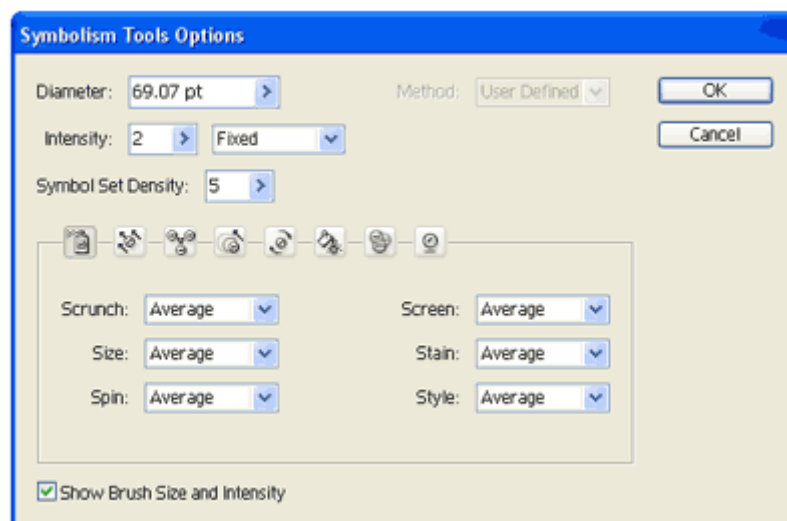 Symbolism Tools Options
Diameter: 69.07 pt Method: User Defined OK
Intensity: 2 Fixed Cancel
Symbol Set Density: 5
Scrunch: Average Screen: Average
Size: Average Stain: Average
Spin: Average Style: Average
Show Brush Size and Intensity